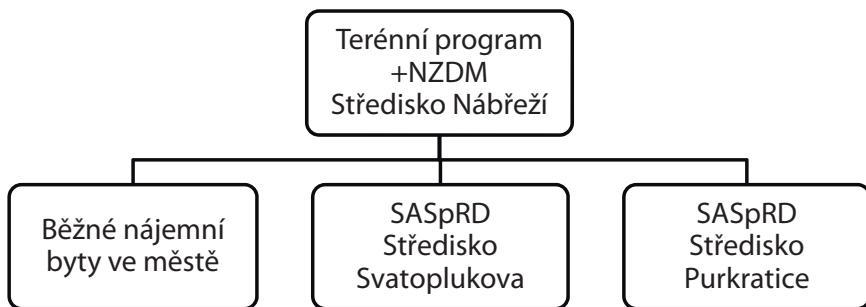 Terénní program
+NZDM
Středisko Nábřeží
Běžné nájemní
byty ve městě
SASpRD
Středisko
Svatoplukova
SASpRD
Středisko
Purkratice